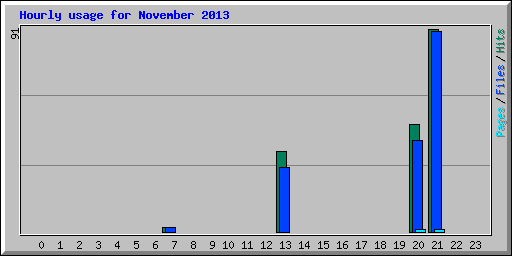 Hourly usage for November 2013
91
Pages/Files/Hits
0 1 2 3 4 5 6 7 8 9 10 11 12 13 14 15 16 17 18 19 20 21 22 23